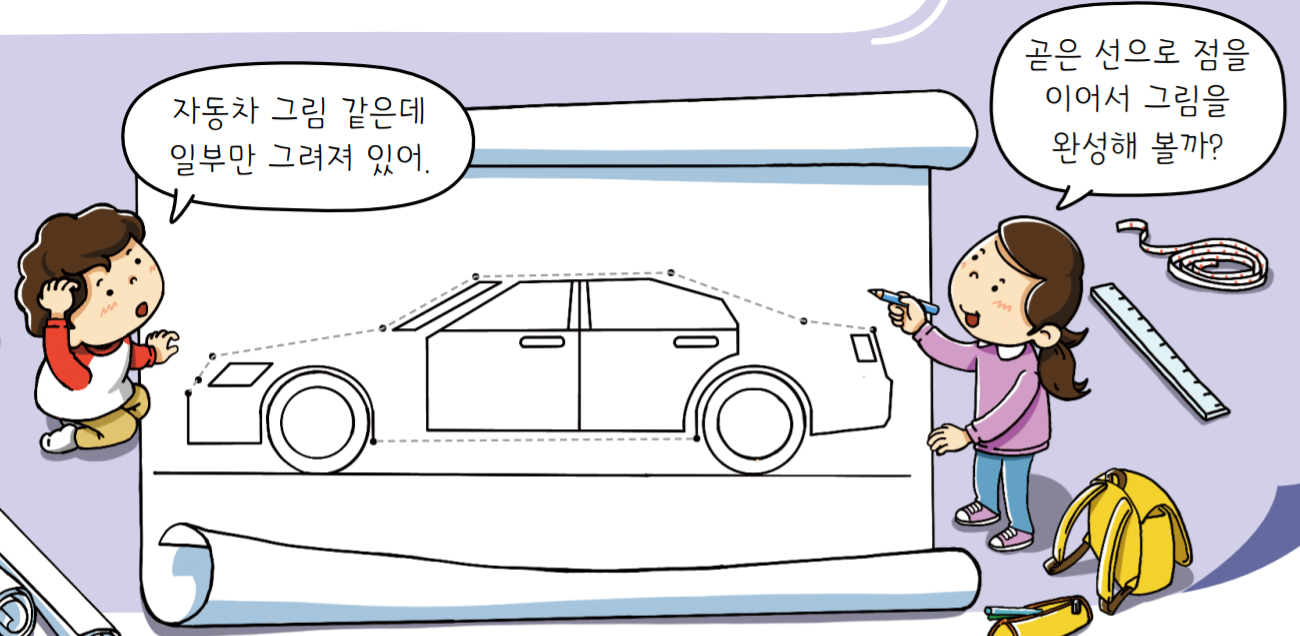 자동차 그림 같은데
일부만 그려져 있어.
곧은 선으로 점을
이어서 그림을
완성해 볼까?